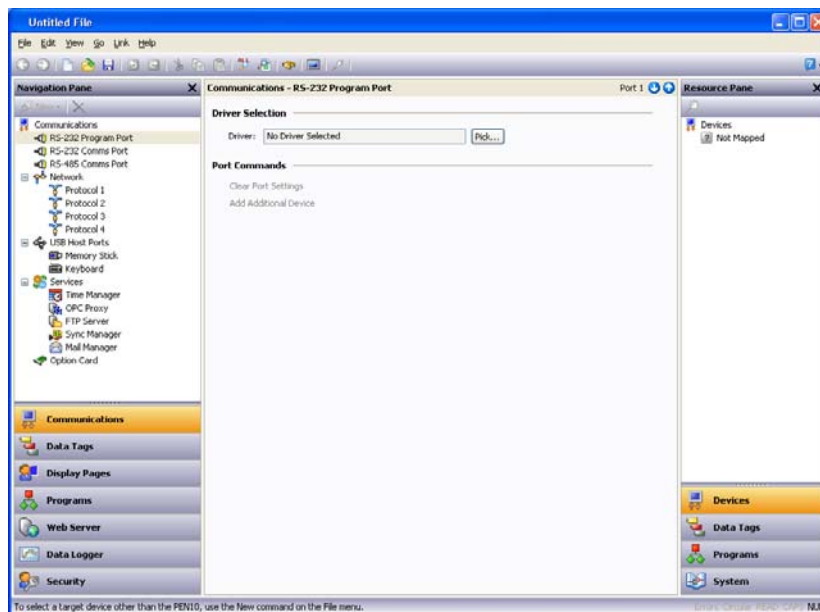 Untitled File
File Edit View Go Link Help
Navigation Pane
Communications - RS-232 Program Port
Port 1
Resource Pane
Driver Selection
Driver: No Driver Selected
Pick...
Port Commands
Clear Port Settings
Add Additional Device
Communications
RS-232 Program Port
RS-232 Comms Port
RS-485 Comms Port
Network
Protocol 1
Protocol 2
Protocol 3
Protocol 4
USB Host Ports
Memory Stick
Keyboard
Services
Time Manager
OPC Proxy
FTP Server
Sync Manager
Mail Manager
Option Card
Communications
Data Tags
Display Pages
Programs
Web Server
Data Logger
Security
Devices
Not Mapped
Devices
Data Tags
Programs
System
To select a target device other than the PEN10, use the New command on the File menu.
Errors Circular READ CAPS